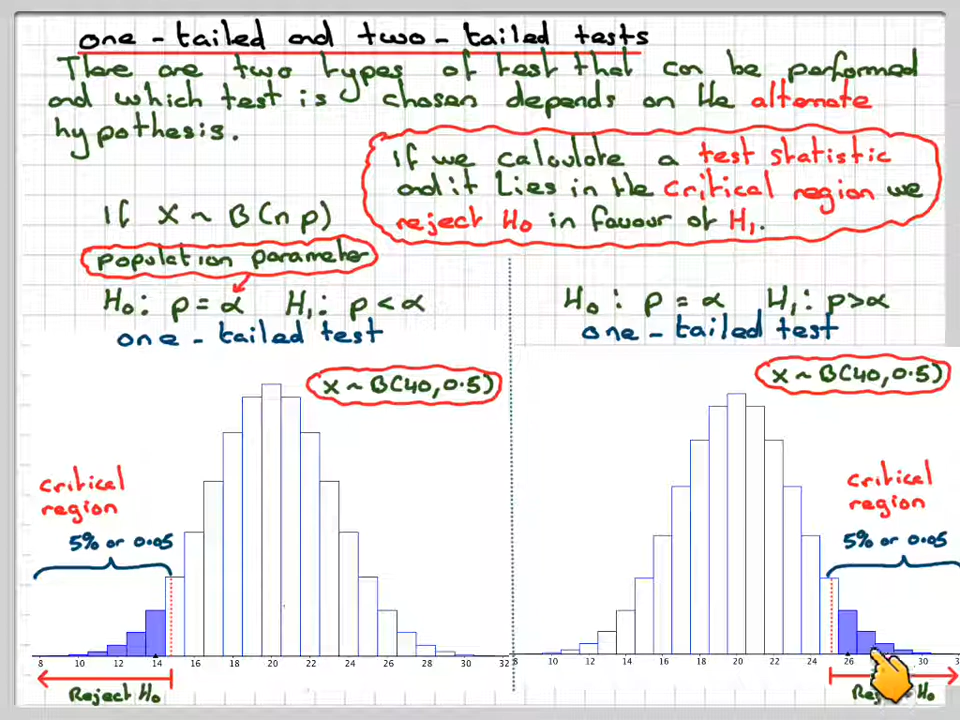 one-tailed and two-tailed tests
There are two types of test that can be performed
and which test is chosen depends on the alternate
hypothesis.
If we calculate a test statistic
and it lies in the critical region we
reject H₀ in favour of H₁.
If X ~ B(n p)
population parameter
H₀: p = α H₁: p < α
one-tailed test
X ~ B(40, 0.5)
critical
region
5% or 0.05
8 10 12 14 16 18 20 22 24 26 28 30 32
Reject H₀
H₀: p = α H₁: p > α
one-tailed test
X ~ B(40, 0.5)
critical
region
5% or 0.05
8 10 12 14 16 18 20 22 24 26 30